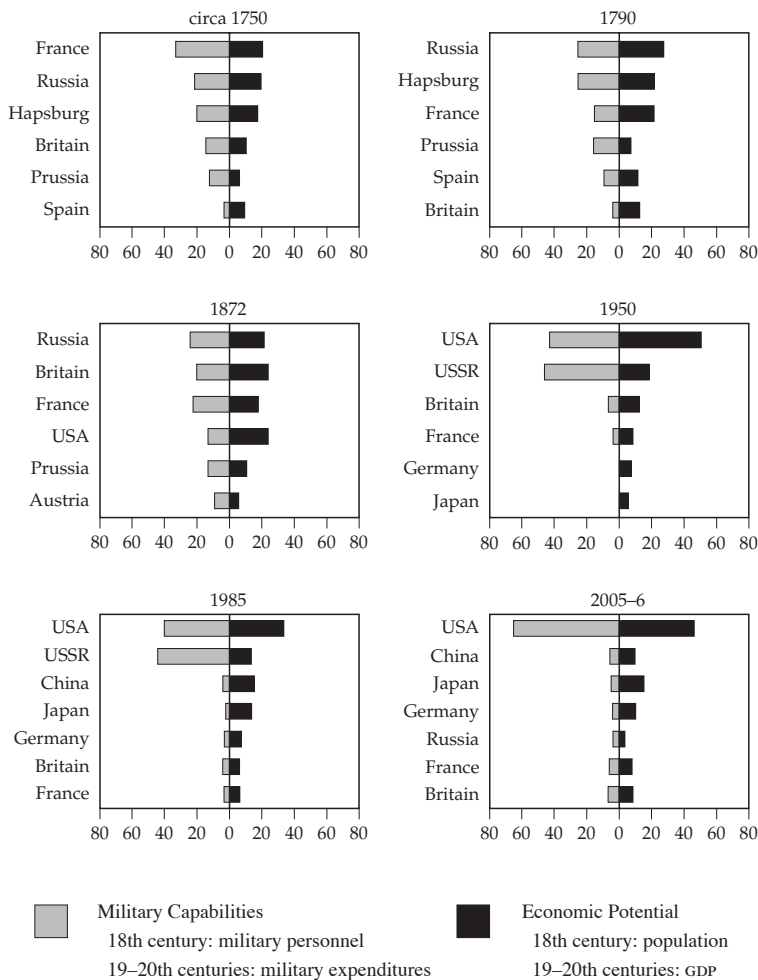 circa 1750
France
Russia
Hapsburg
Britain
Prussia
Spain
80 60 40 20 0 20 40 60 80
1790
Russia
Hapsburg
France
Prussia
Spain
Britain
80 60 40 20 0 20 40 60 80
1872
Russia
Britain
France
USA
Prussia
Austria
80 60 40 20 0 20 40 60 80
1950
USA
USSR
Britain
France
Germany
Japan
80 60 40 20 0 20 40 60 80
1985
USA
USSR
China
Japan
Germany
Britain
France
80 60 40 20 0 20 40 60 80
2005–6
USA
China
Japan
Germany
Russia
France
Britain
80 60 40 20 0 20 40 60 80
Military Capabilities
18th century: military personnel
19–20th centuries: military expenditures
Economic Potential
18th century: population
19–20th centuries: GDP